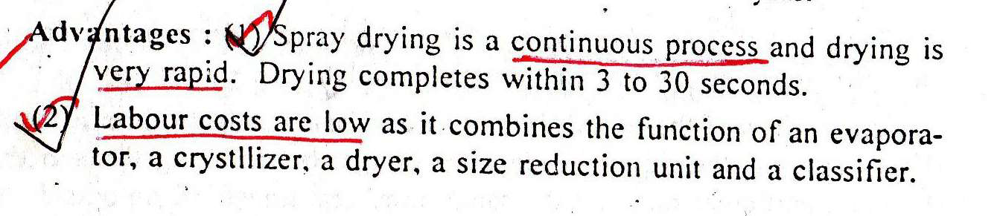 Advantages : (1) Spray drying is a continuous process and drying is
very rapid. Drying completes within 3 to 30 seconds.
(2) Labour costs are low as it combines the function of an evapora-
tor, a crystllizer, a dryer, a size reduction unit and a classifier.